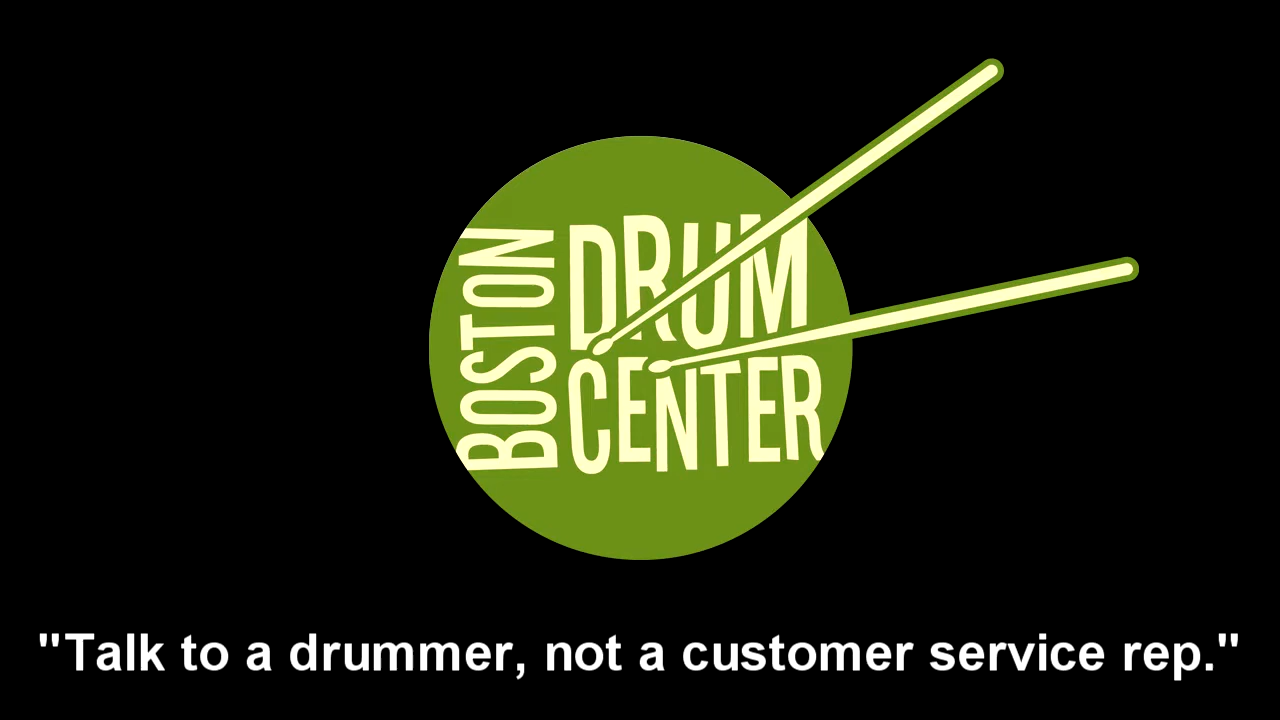 BOSTON
DRUM
CENTER
"Talk to a drummer, not a customer service rep."